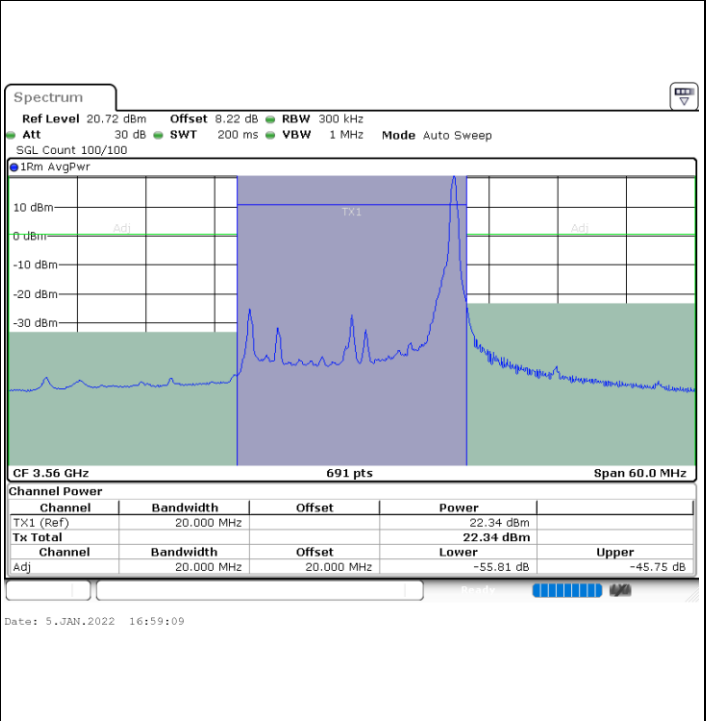 Spectrum
Ref Level 20.72 dBm Offset 8.22 dB RBW 300 kHz
Att 30 dB SWT 200 ms VBW 1 MHz Mode Auto Sweep
SGL Count 100/100
1Rm AvgPwr
10 dBm
TX1
Adj
Adj
0 dBm
-10 dBm
-20 dBm
-30 dBm
CF 3.56 GHz 691 pts Span 60.0 MHz
Channel Power
Channel Bandwidth Offset Power
TX1 (Ref) 20.000 MHz 22.34 dBm
Tx Total 22.34 dBm
Channel Bandwidth Offset Lower Upper
Adj 20.000 MHz 20.000 MHz -55.81 dB -45.75 dB
Ready
Date: 5.JAN.2022 16:59:09